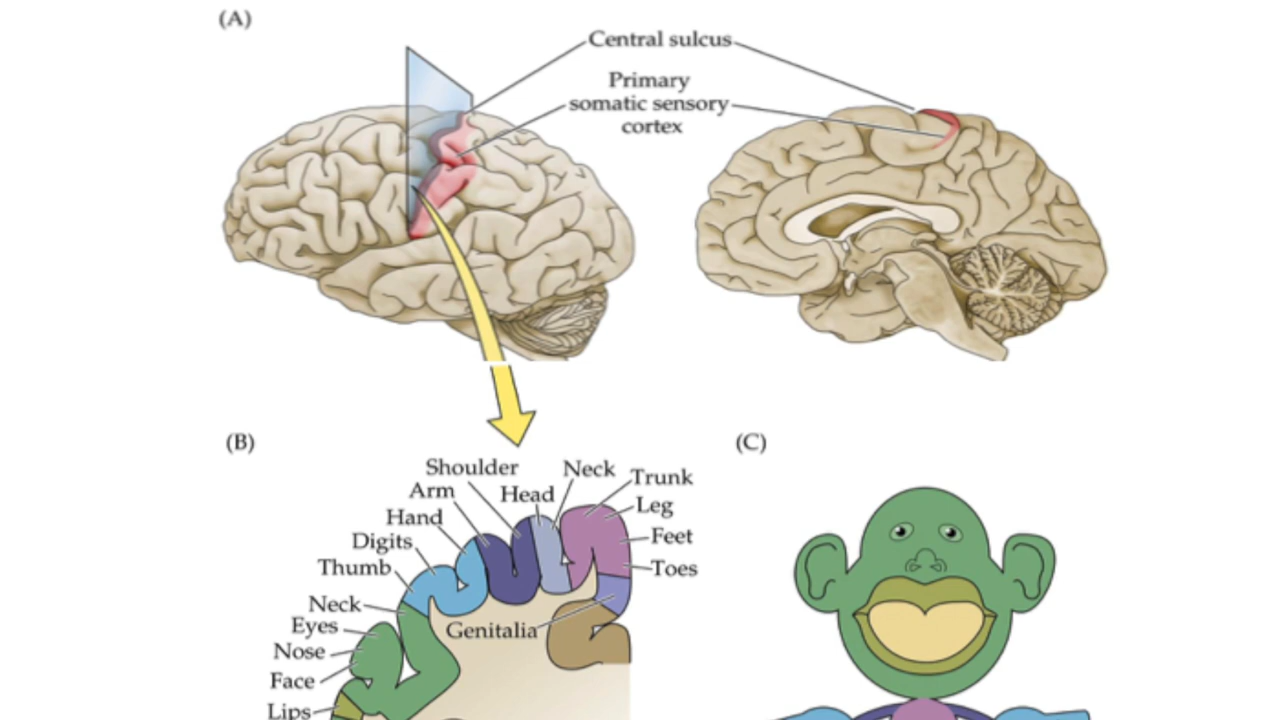 (A)
Central sulcus
Primary
somatic sensory
cortex
(B)
Shoulder
Neck
Trunk
Arm
Head
Leg
Hand
Feet
Digits
Toes
Thumb
Neck
Eyes
Genitalia
Nose
Face
Lips
(C)